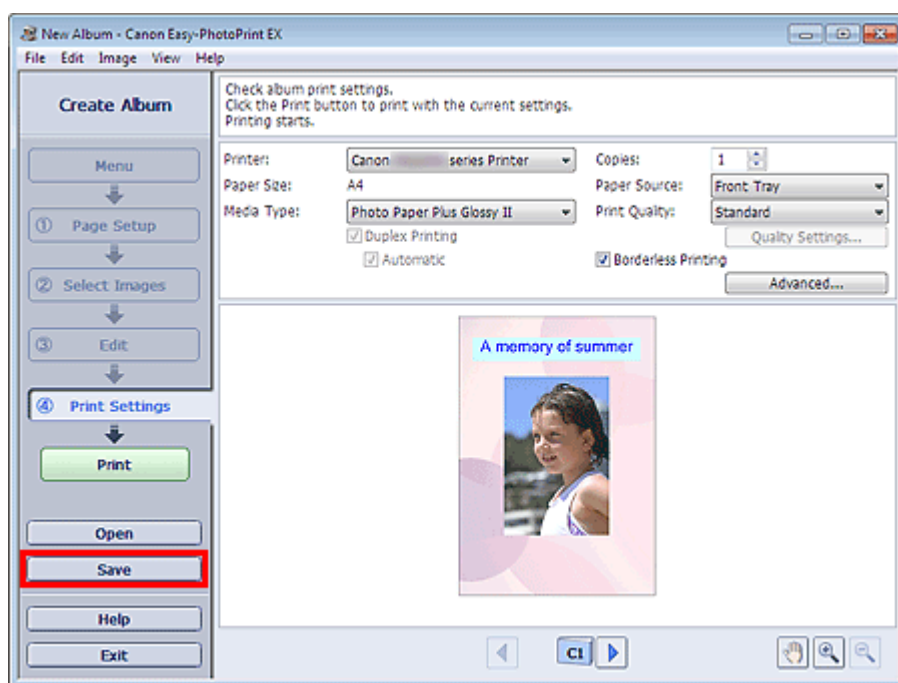 New Album - Canon Easy-PhotoPrint EX
File Edit Image View Help
Create Album
Check album print settings.
Click the Print button to print with the current settings.
Printing starts.
Menu
① Page Setup
② Select Images
③ Edit
④ Print Settings
Print
Open
Save
Help
Exit
Printer: Canon series Printer Copies: 1
Paper Size: A4 Paper Source: Front Tray
Media Type: Photo Paper Plus Glossy II Print Quality: Standard
Duplex Printing Quality Settings...
Automatic Borderless Printing
Advanced...
A memory of summer
C1